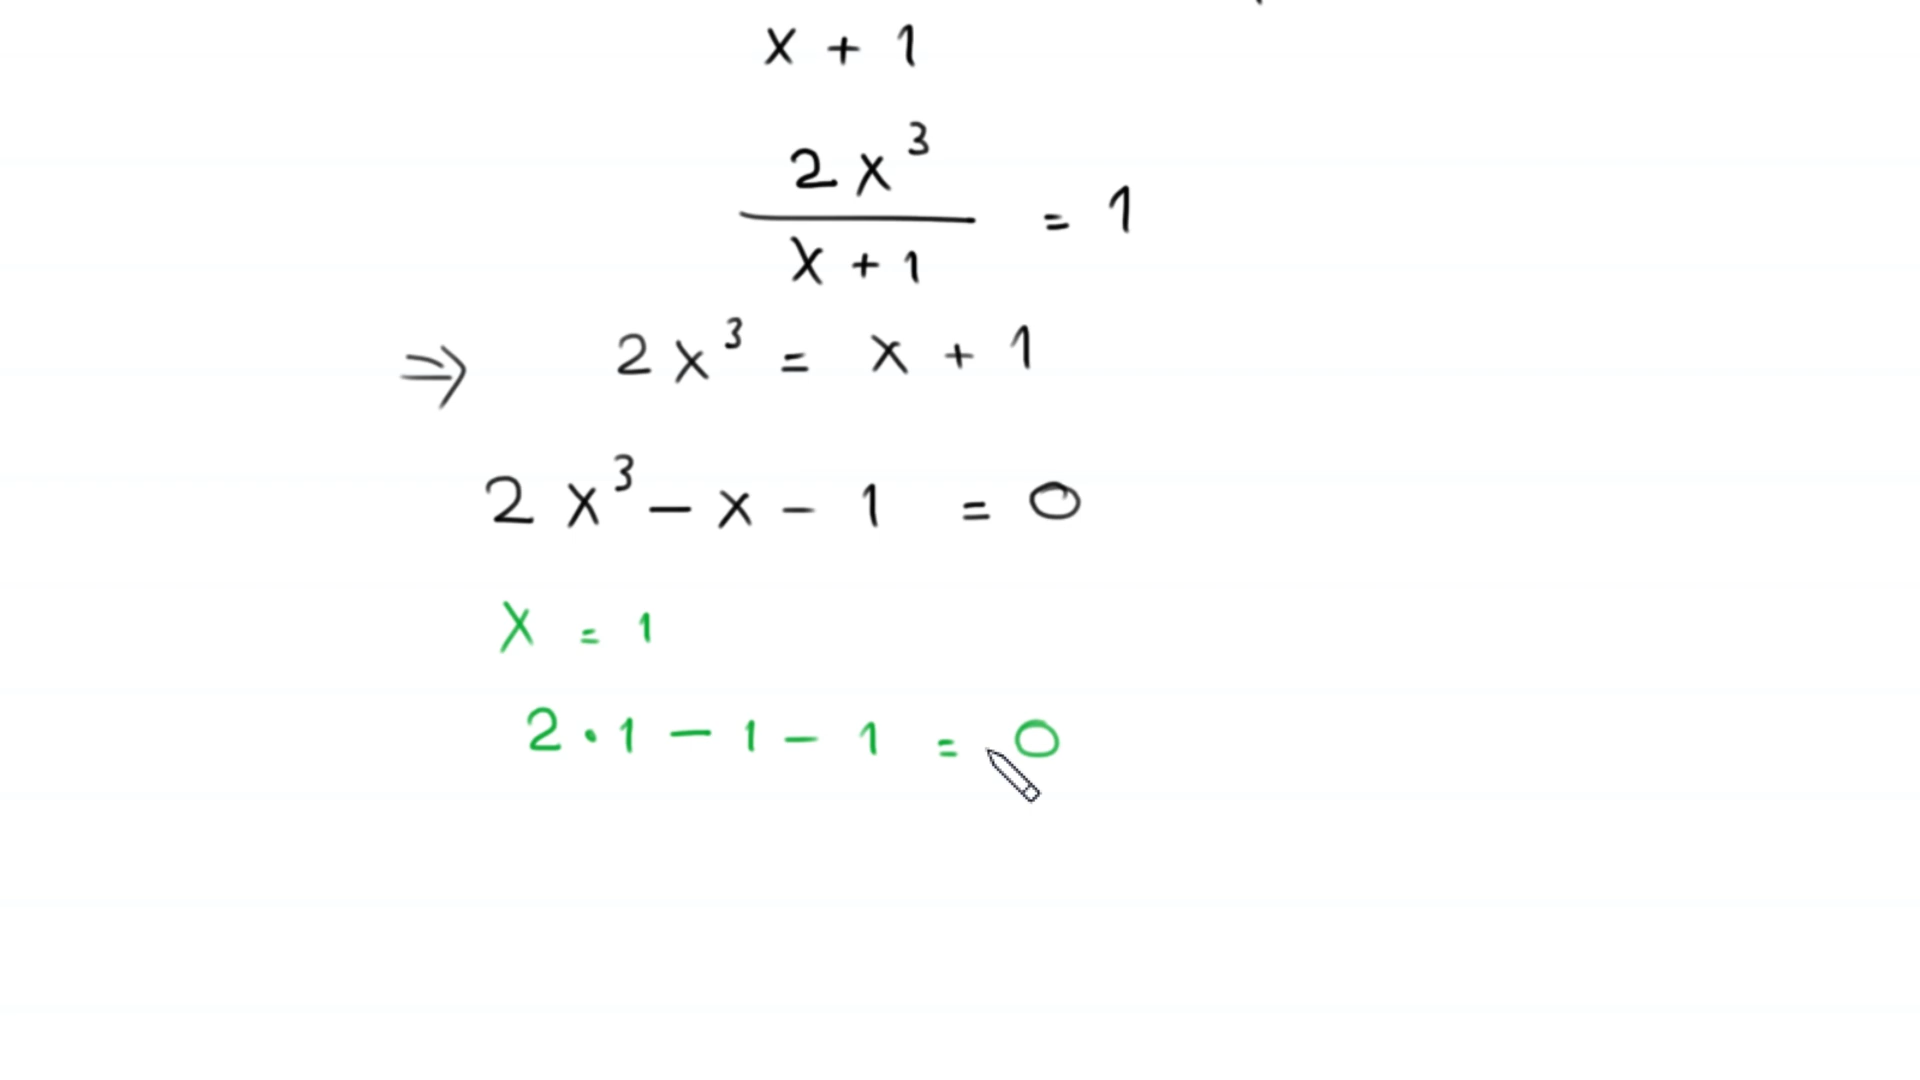 x + 1
2x³
x + 1 = 1
⇒ 2x³ = x + 1
2x³ – x – 1 = 0
x = 1
2 · 1 – 1 – 1 = 0